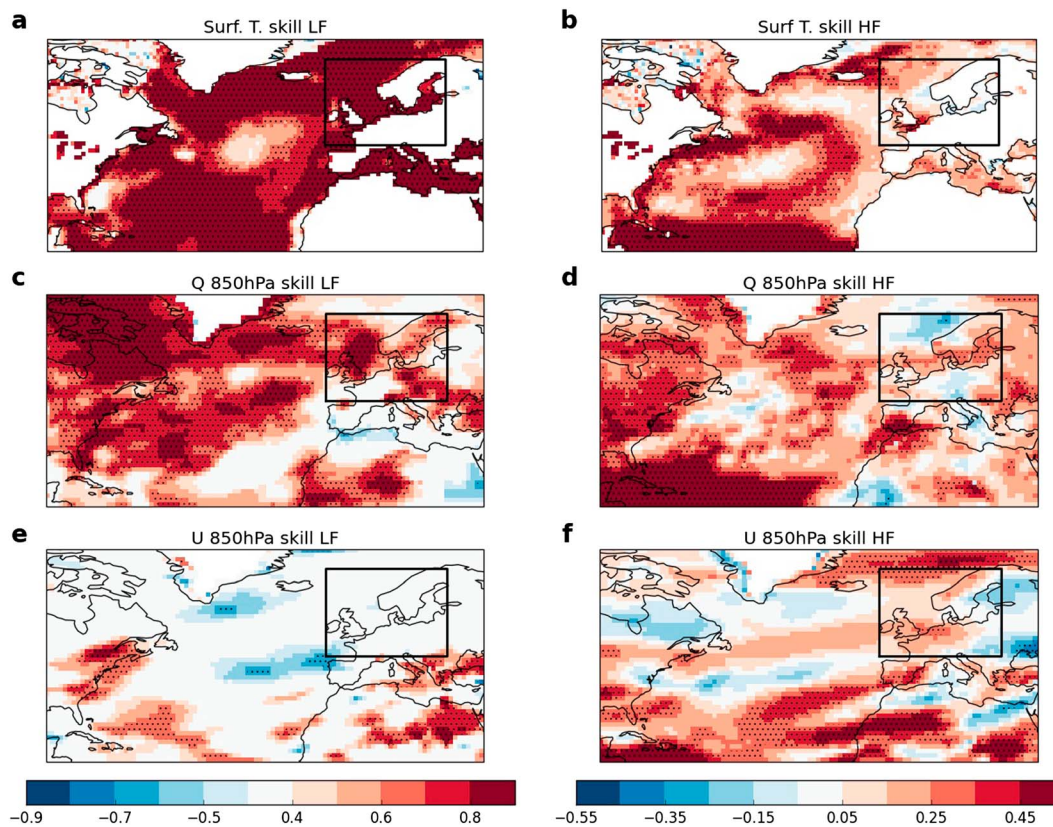 a
Surf. T. skill LF
b
Surf T. skill HF
c
Q 850hPa skill LF
d
Q 850hPa skill HF
e
U 850hPa skill LF
f
U 850hPa skill HF
−0.9 −0.7 −0.5 0.4 0.6 0.8
−0.55 −0.35 −0.15 0.05 0.25 0.45